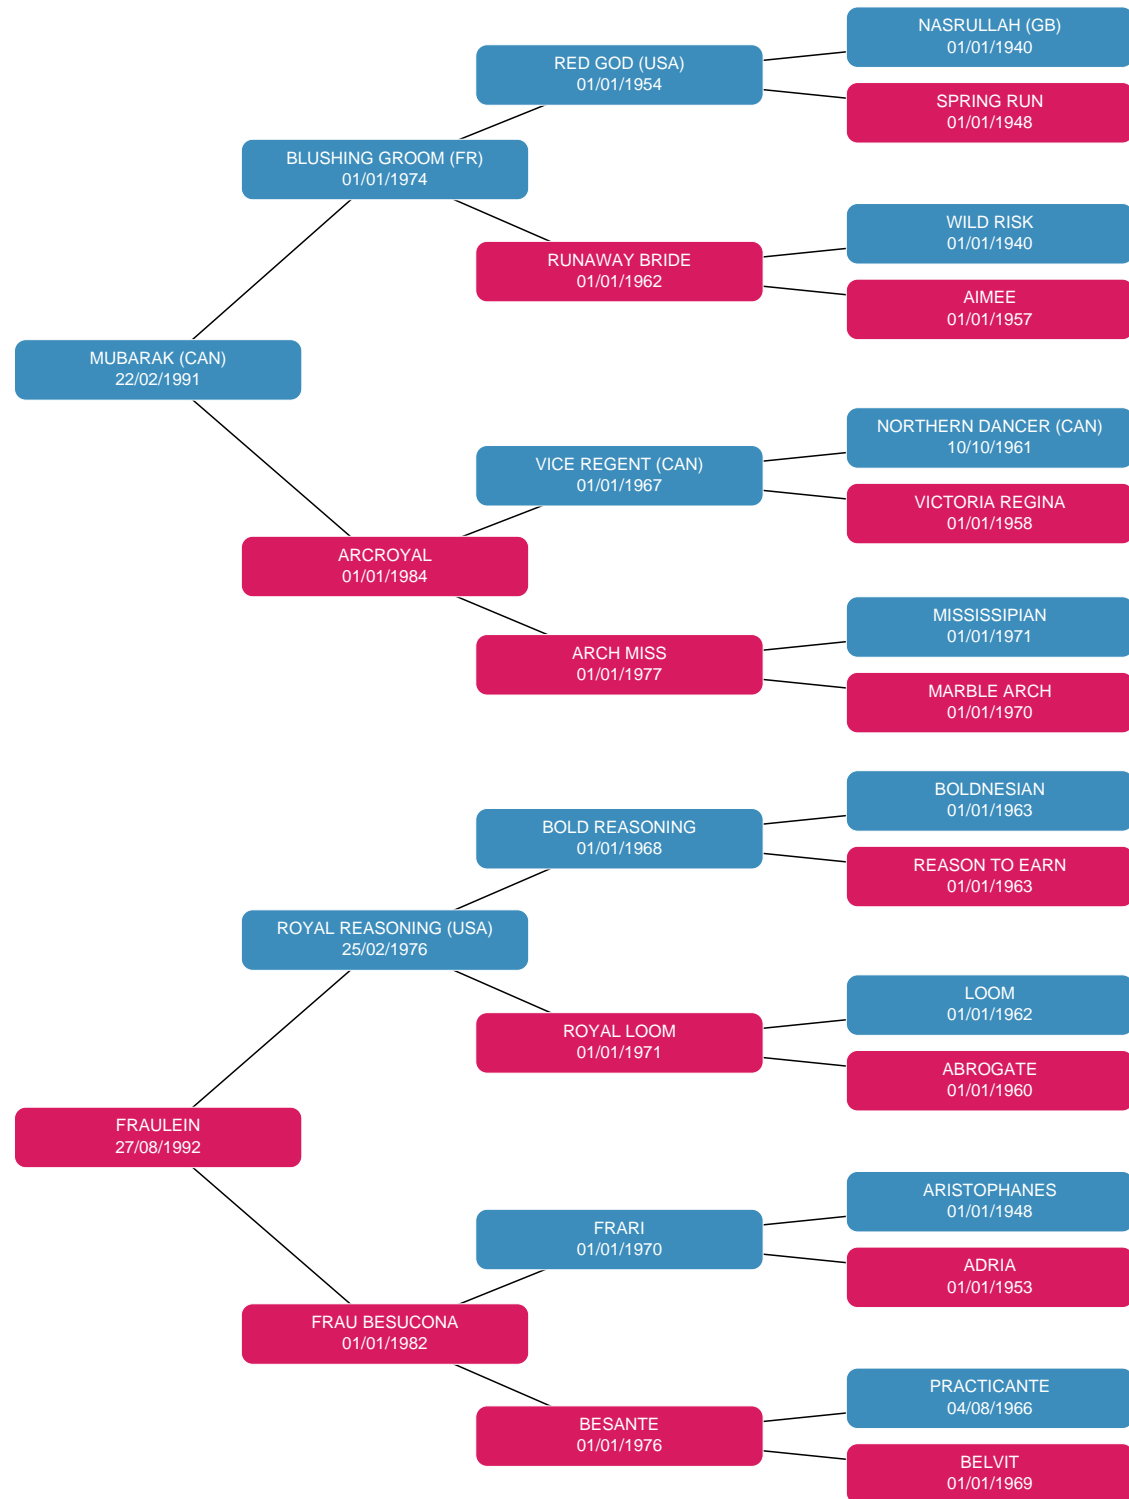 NASRULLAH (GB)
01/01/1940
RED GOD (USA)
01/01/1954
SPRING RUN
01/01/1948
BLUSHING GROOM (FR)
01/01/1974
WILD RISK
01/01/1940
RUNAWAY BRIDE
01/01/1962
AIMEE
01/01/1957
MUBARAK (CAN)
22/02/1991
NORTHERN DANCER (CAN)
10/10/1961
VICE REGENT (CAN)
01/01/1967
VICTORIA REGINA
01/01/1958
ARCROYAL
01/01/1984
MISSISSIPIAN
01/01/1971
ARCH MISS
01/01/1977
MARBLE ARCH
01/01/1970
BOLDNESIAN
01/01/1963
BOLD REASONING
01/01/1968
REASON TO EARN
01/01/1963
ROYAL REASONING (USA)
25/02/1976
LOOM
01/01/1962
ROYAL LOOM
01/01/1971
ABROGATE
01/01/1960
FRAULEIN
27/08/1992
ARISTOPHANES
01/01/1948
FRARI
01/01/1970
ADRIA
01/01/1953
FRAU BESUCONA
01/01/1982
PRACTICANTE
04/08/1966
BESANTE
01/01/1976
BELVIT
01/01/1969